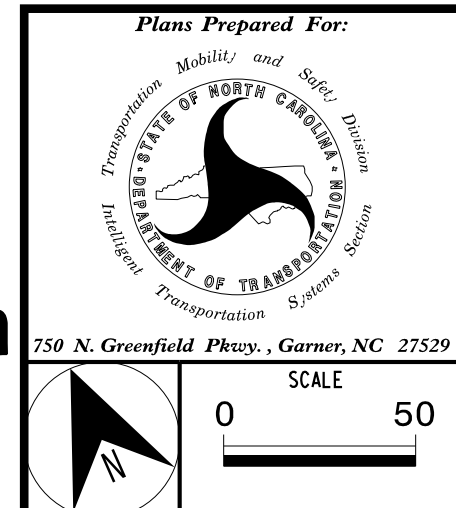 Plans Prepared For:
Transportation Mobility and Safety Division
STATE OF NORTH CAROLINA
DEPARTMENT OF TRANSPORTATION
Intelligent Transportation Systems Section
750 N. Greenfield Pkwy. , Garner, NC 27529
SCALE
0 50
N